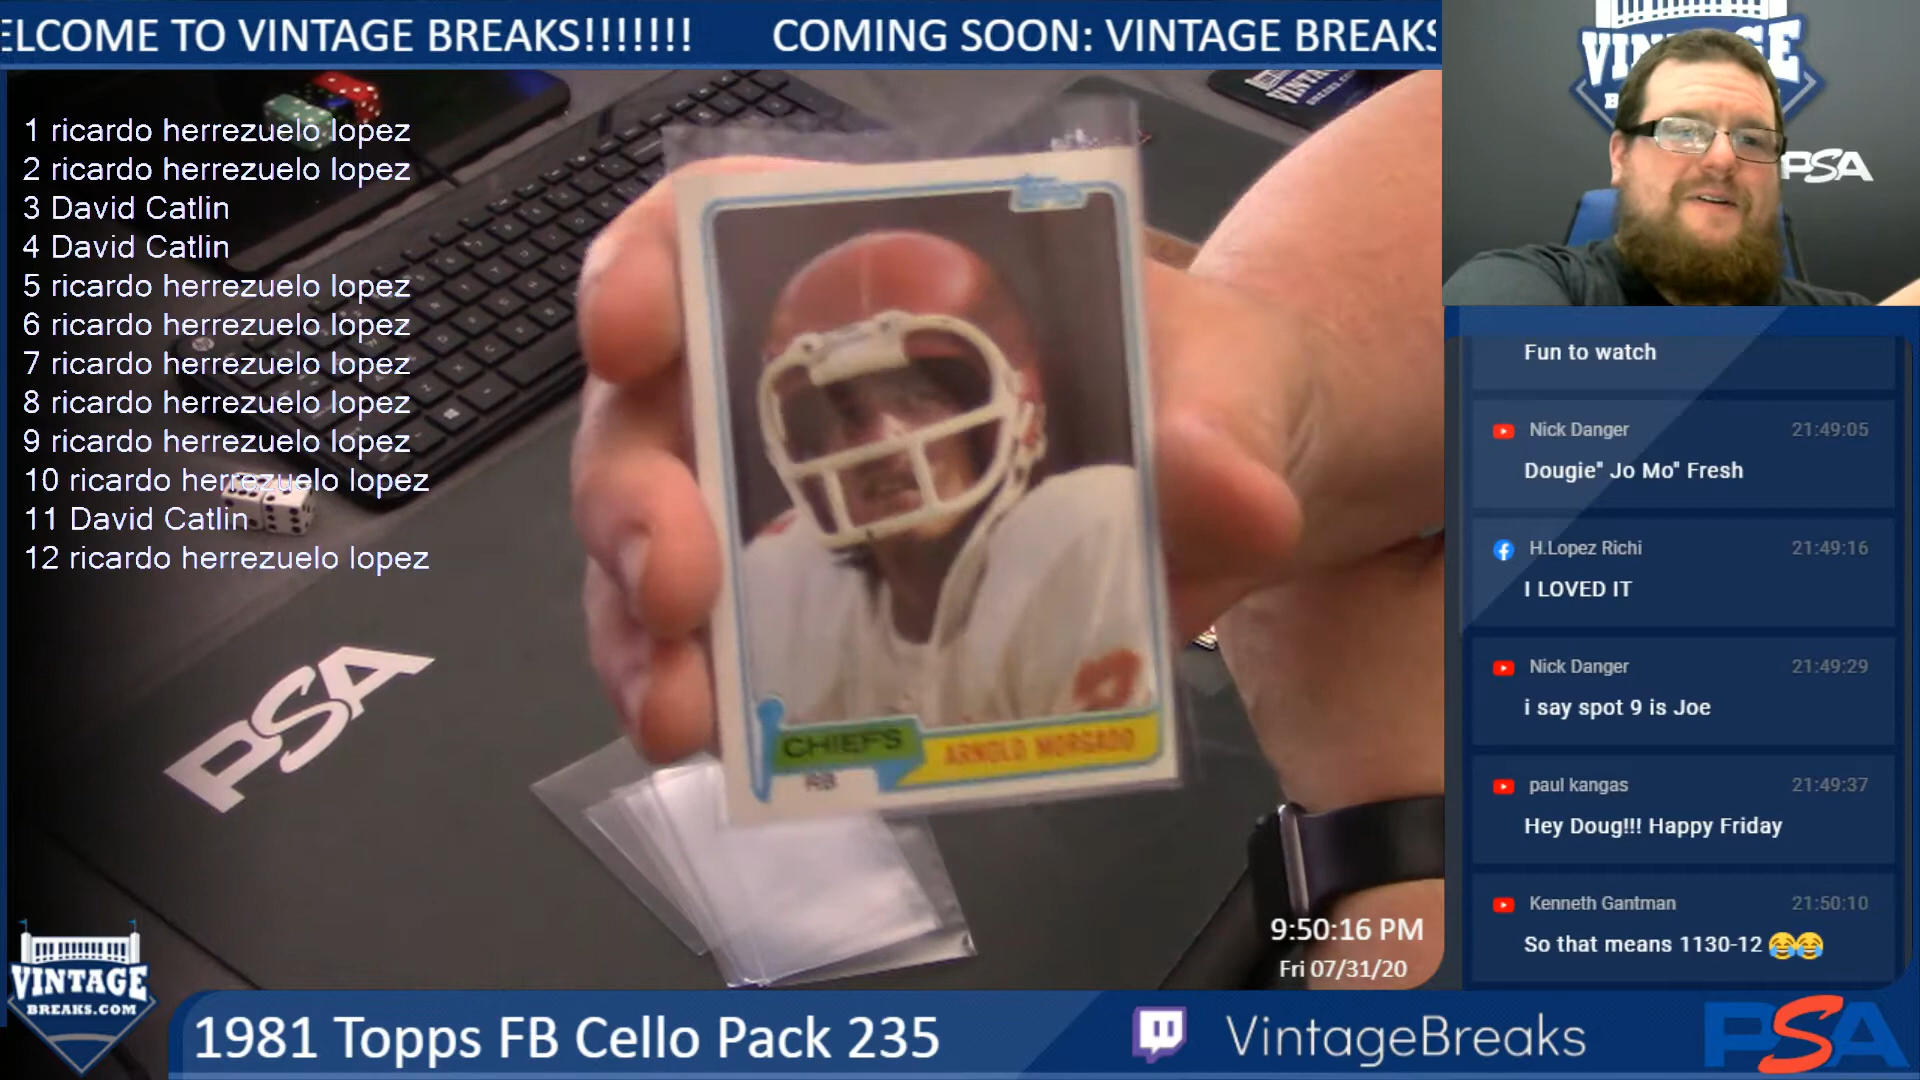 ELCOME TO VINTAGE BREAKS!!!!!!! COMING SOON: VINTAGE BREAKS
1 ricardo herrezuelo lopez
2 ricardo herrezuelo lopez
3 David Catlin
4 David Catlin
5 ricardo herrezuelo lopez
6 ricardo herrezuelo lopez
7 ricardo herrezuelo lopez
8 ricardo herrezuelo lopez
9 ricardo herrezuelo lopez
10 ricardo herrezuelo lopez
11 David Catlin
12 ricardo herrezuelo lopez
PSA
CHIEFS
ARNOLD MORGADO
RB
9:50:16 PM
Fri 07/31/20
PSA
Fun to watch
Nick Danger 21:49:05
Dougie" Jo Mo" Fresh
H.Lopez Richi 21:49:16
I LOVED IT
Nick Danger 21:49:29
i say spot 9 is Joe
paul kangas 21:49:37
Hey Doug!!! Happy Friday
Kenneth Gantman 21:50:10
So that means 1130-12 😂😂
VINTAGE
BREAKS.COM
1981 Topps FB Cello Pack 235
VintageBreaks
PSA